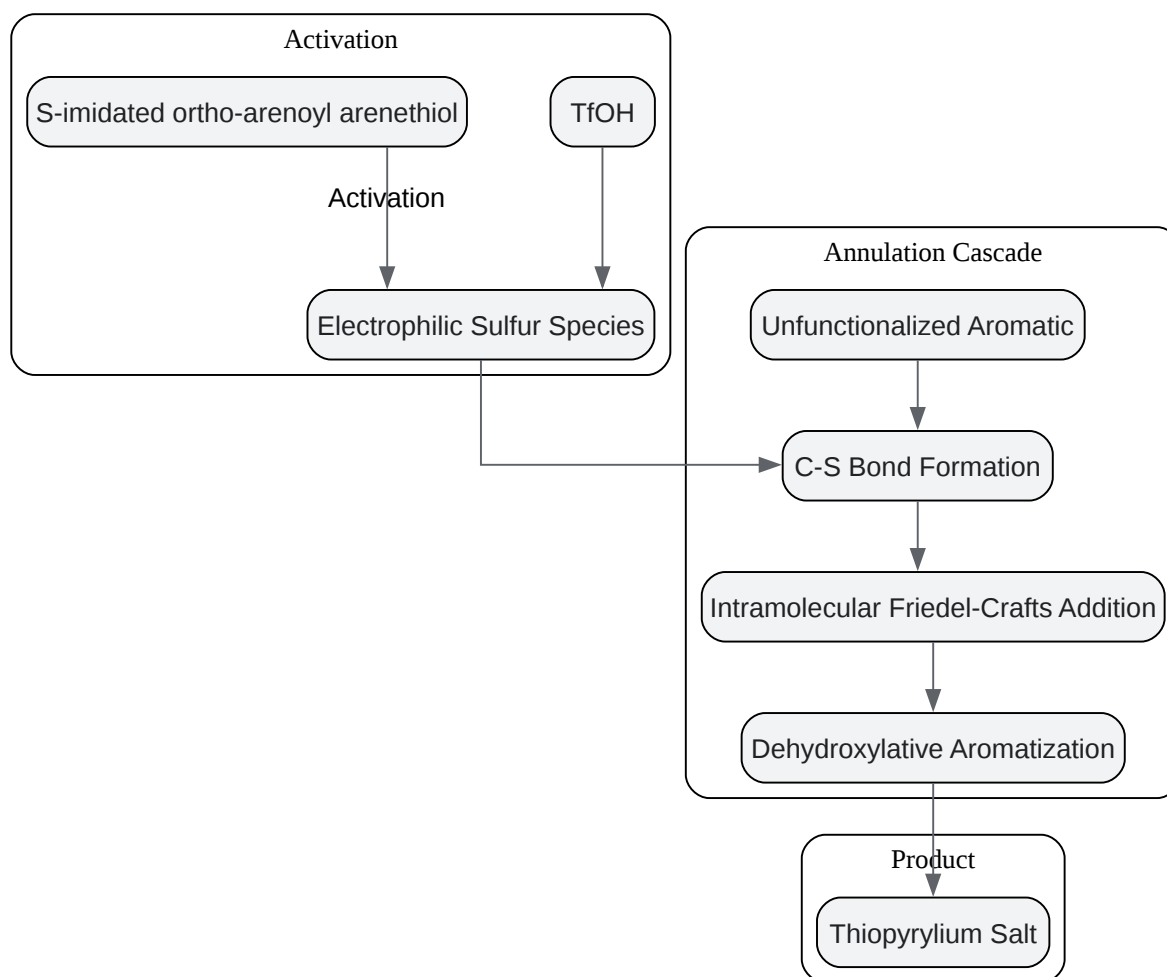 Activation
S-imidated ortho-arenoyl arenethiol
TfOH
Activation
Electrophilic Sulfur Species
Annulation Cascade
Unfunctionalized Aromatic
C-S Bond Formation
Intramolecular Friedel-Crafts Addition
Dehydroxylative Aromatization
Product
Thiopyrylium Salt